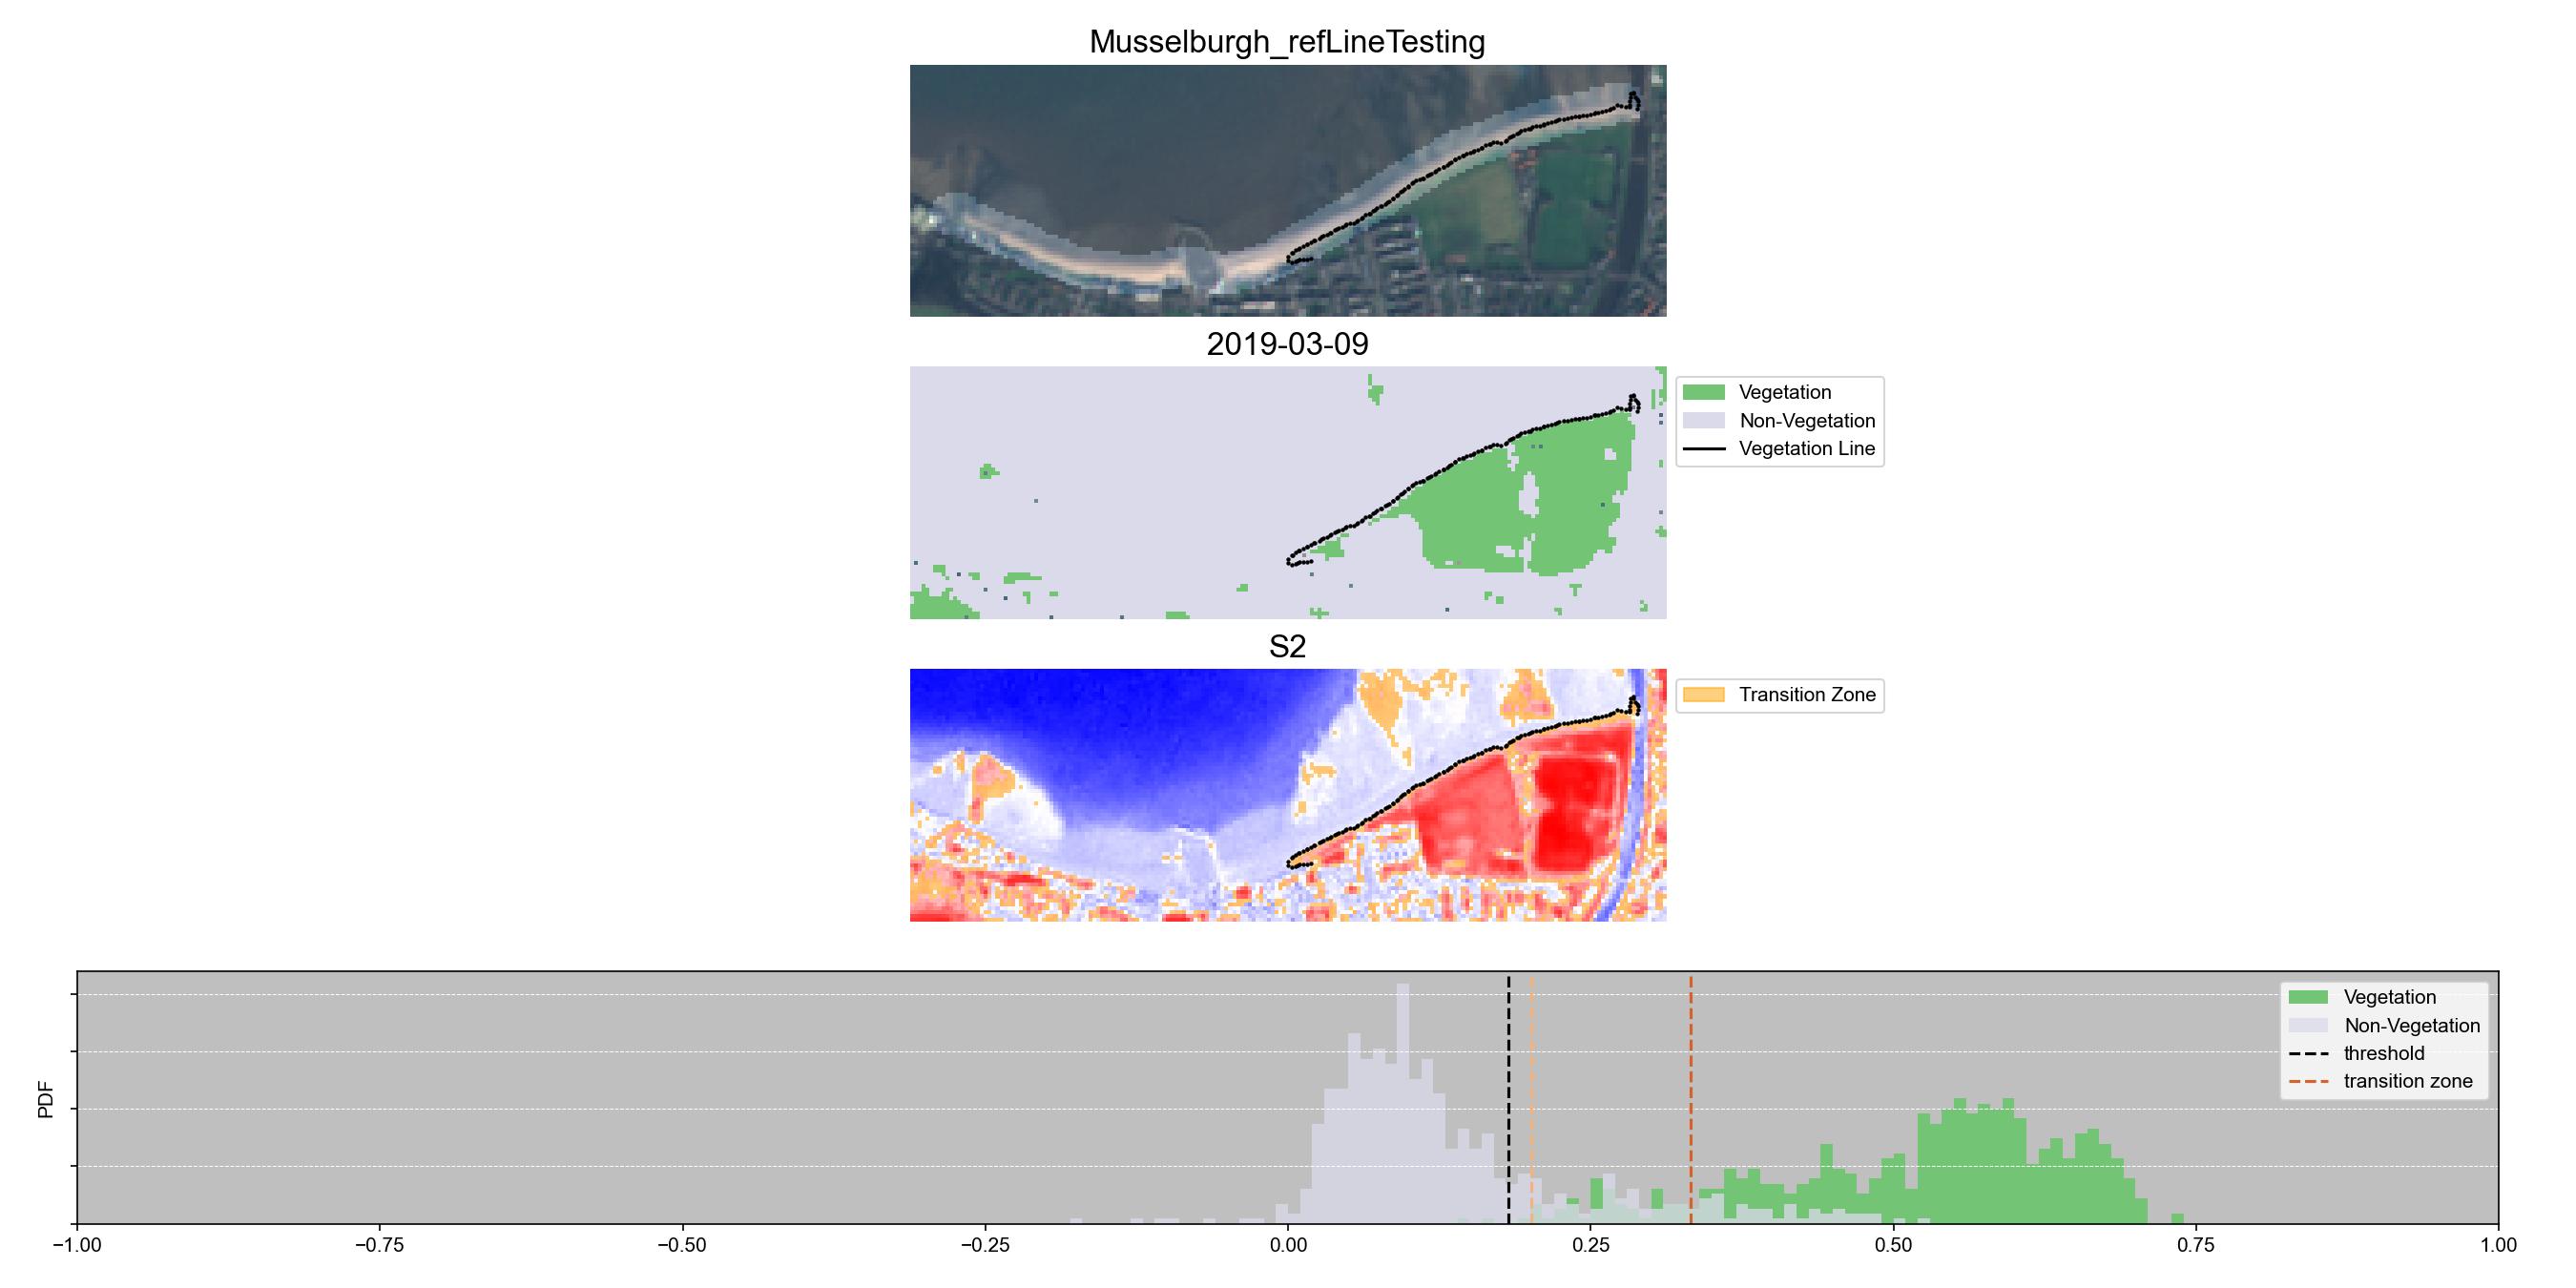 Musselburgh_refLineTesting
2019-03-09
Vegetation
Non-Vegetation
Vegetation Line
S2
Transition Zone
PDF
Vegetation
Non-Vegetation
threshold
transition zone
−1.00 −0.75 −0.50 −0.25 0.00 0.25 0.50 0.75 1.00